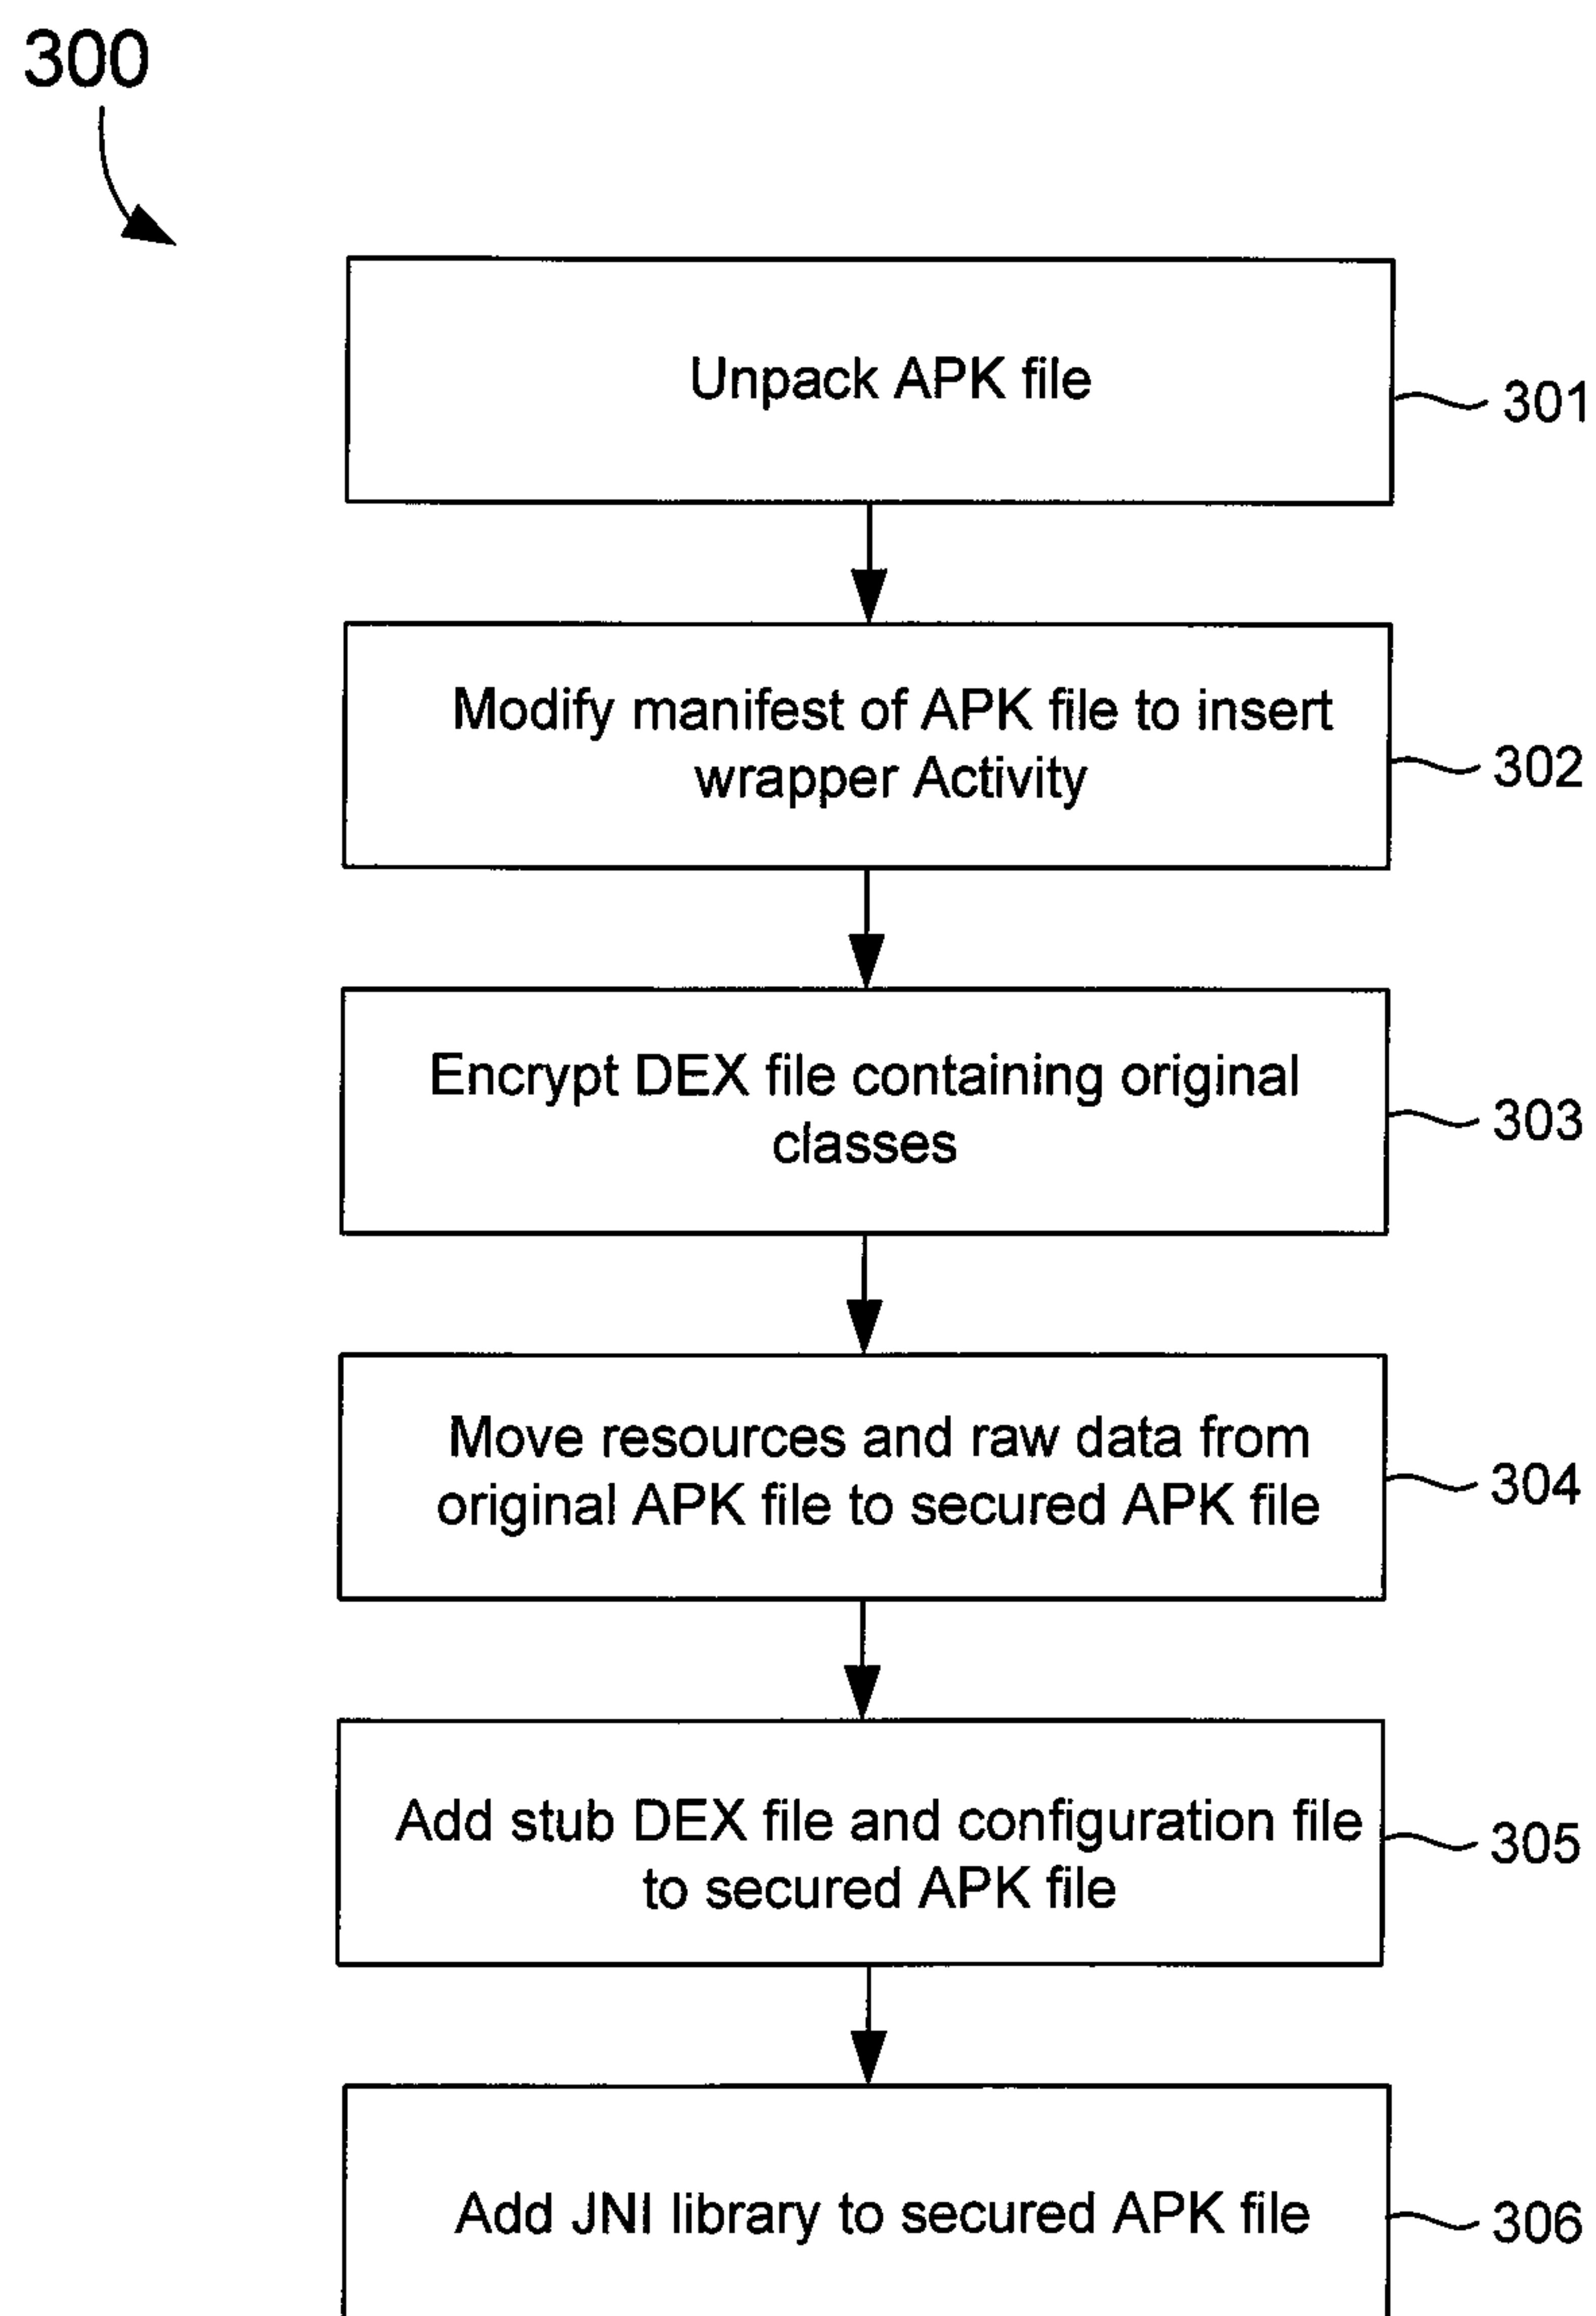 300
Unpack APK file
301
Modify manifest of APK file to insert
wrapper Activity
302
Encrypt DEX file containing original
classes
303
Move resources and raw data from
original APK file to secured APK file
304
Add stub DEX file and configuration file
to secured APK file
305
Add JNI library to secured APK file
306